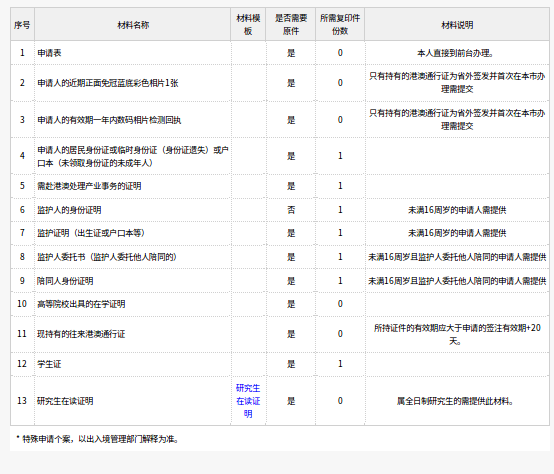 序号 材料名称 材料模 是否需要 所需复印件 材料说明
板 原件 份数
1 申请表 是 0 本人直接到前台办理。
2 申请人的近期正面免冠蓝底彩色相片1张 是 0 只有持有的港澳通行证为省外签发并首次在本市办
理需提交
3 申请人的有效期一年内数码相片检测回执 是 0 只有持有的港澳通行证为省外签发并首次在本市办
理需提交
4 申请人的居民身份证或临时身份证（身份证遗失）或户 是 1
口本（未领取身份证的未成年人）
5 需赴港澳处理产业事务的证明 是 1
6 监护人的身份证明 否 1 未满16周岁的申请人需提供
7 监护证明（出生证或户口本等） 是 1 未满16周岁的申请人需提供
8 监护人委托书（监护人委托他人陪同的） 是 1 未满16周岁且监护人委托他人陪同的申请人需提供
9 陪同人身份证明 是 1 未满16周岁且监护人委托他人陪同的申请人需提供
10 高等院校出具的在学证明 是 0
11 现持有的往来港澳通行证 是 0 所持证件的有效期应大于申请的签注有效期+20
天。
12 学生证 是 1
13 研究生在读证明 研究生 是 0 属全日制研究生的需提供此材料。
在读证
明
* 特殊申请个案，以出入境管理部门解释为准。